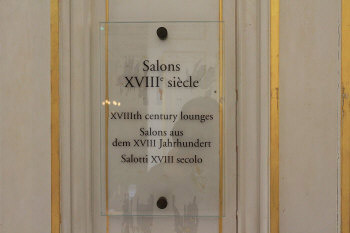 Salons
XVIIIe siècle
XVIIIth century lounges
Salons aus
dem XVIII Jahrhundert
Salotti XVIII secolo